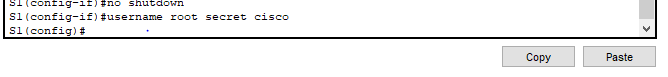 S1(config-if)#no shutdown
S1(config-if)#username root secret cisco
S1(config)#
Copy Paste